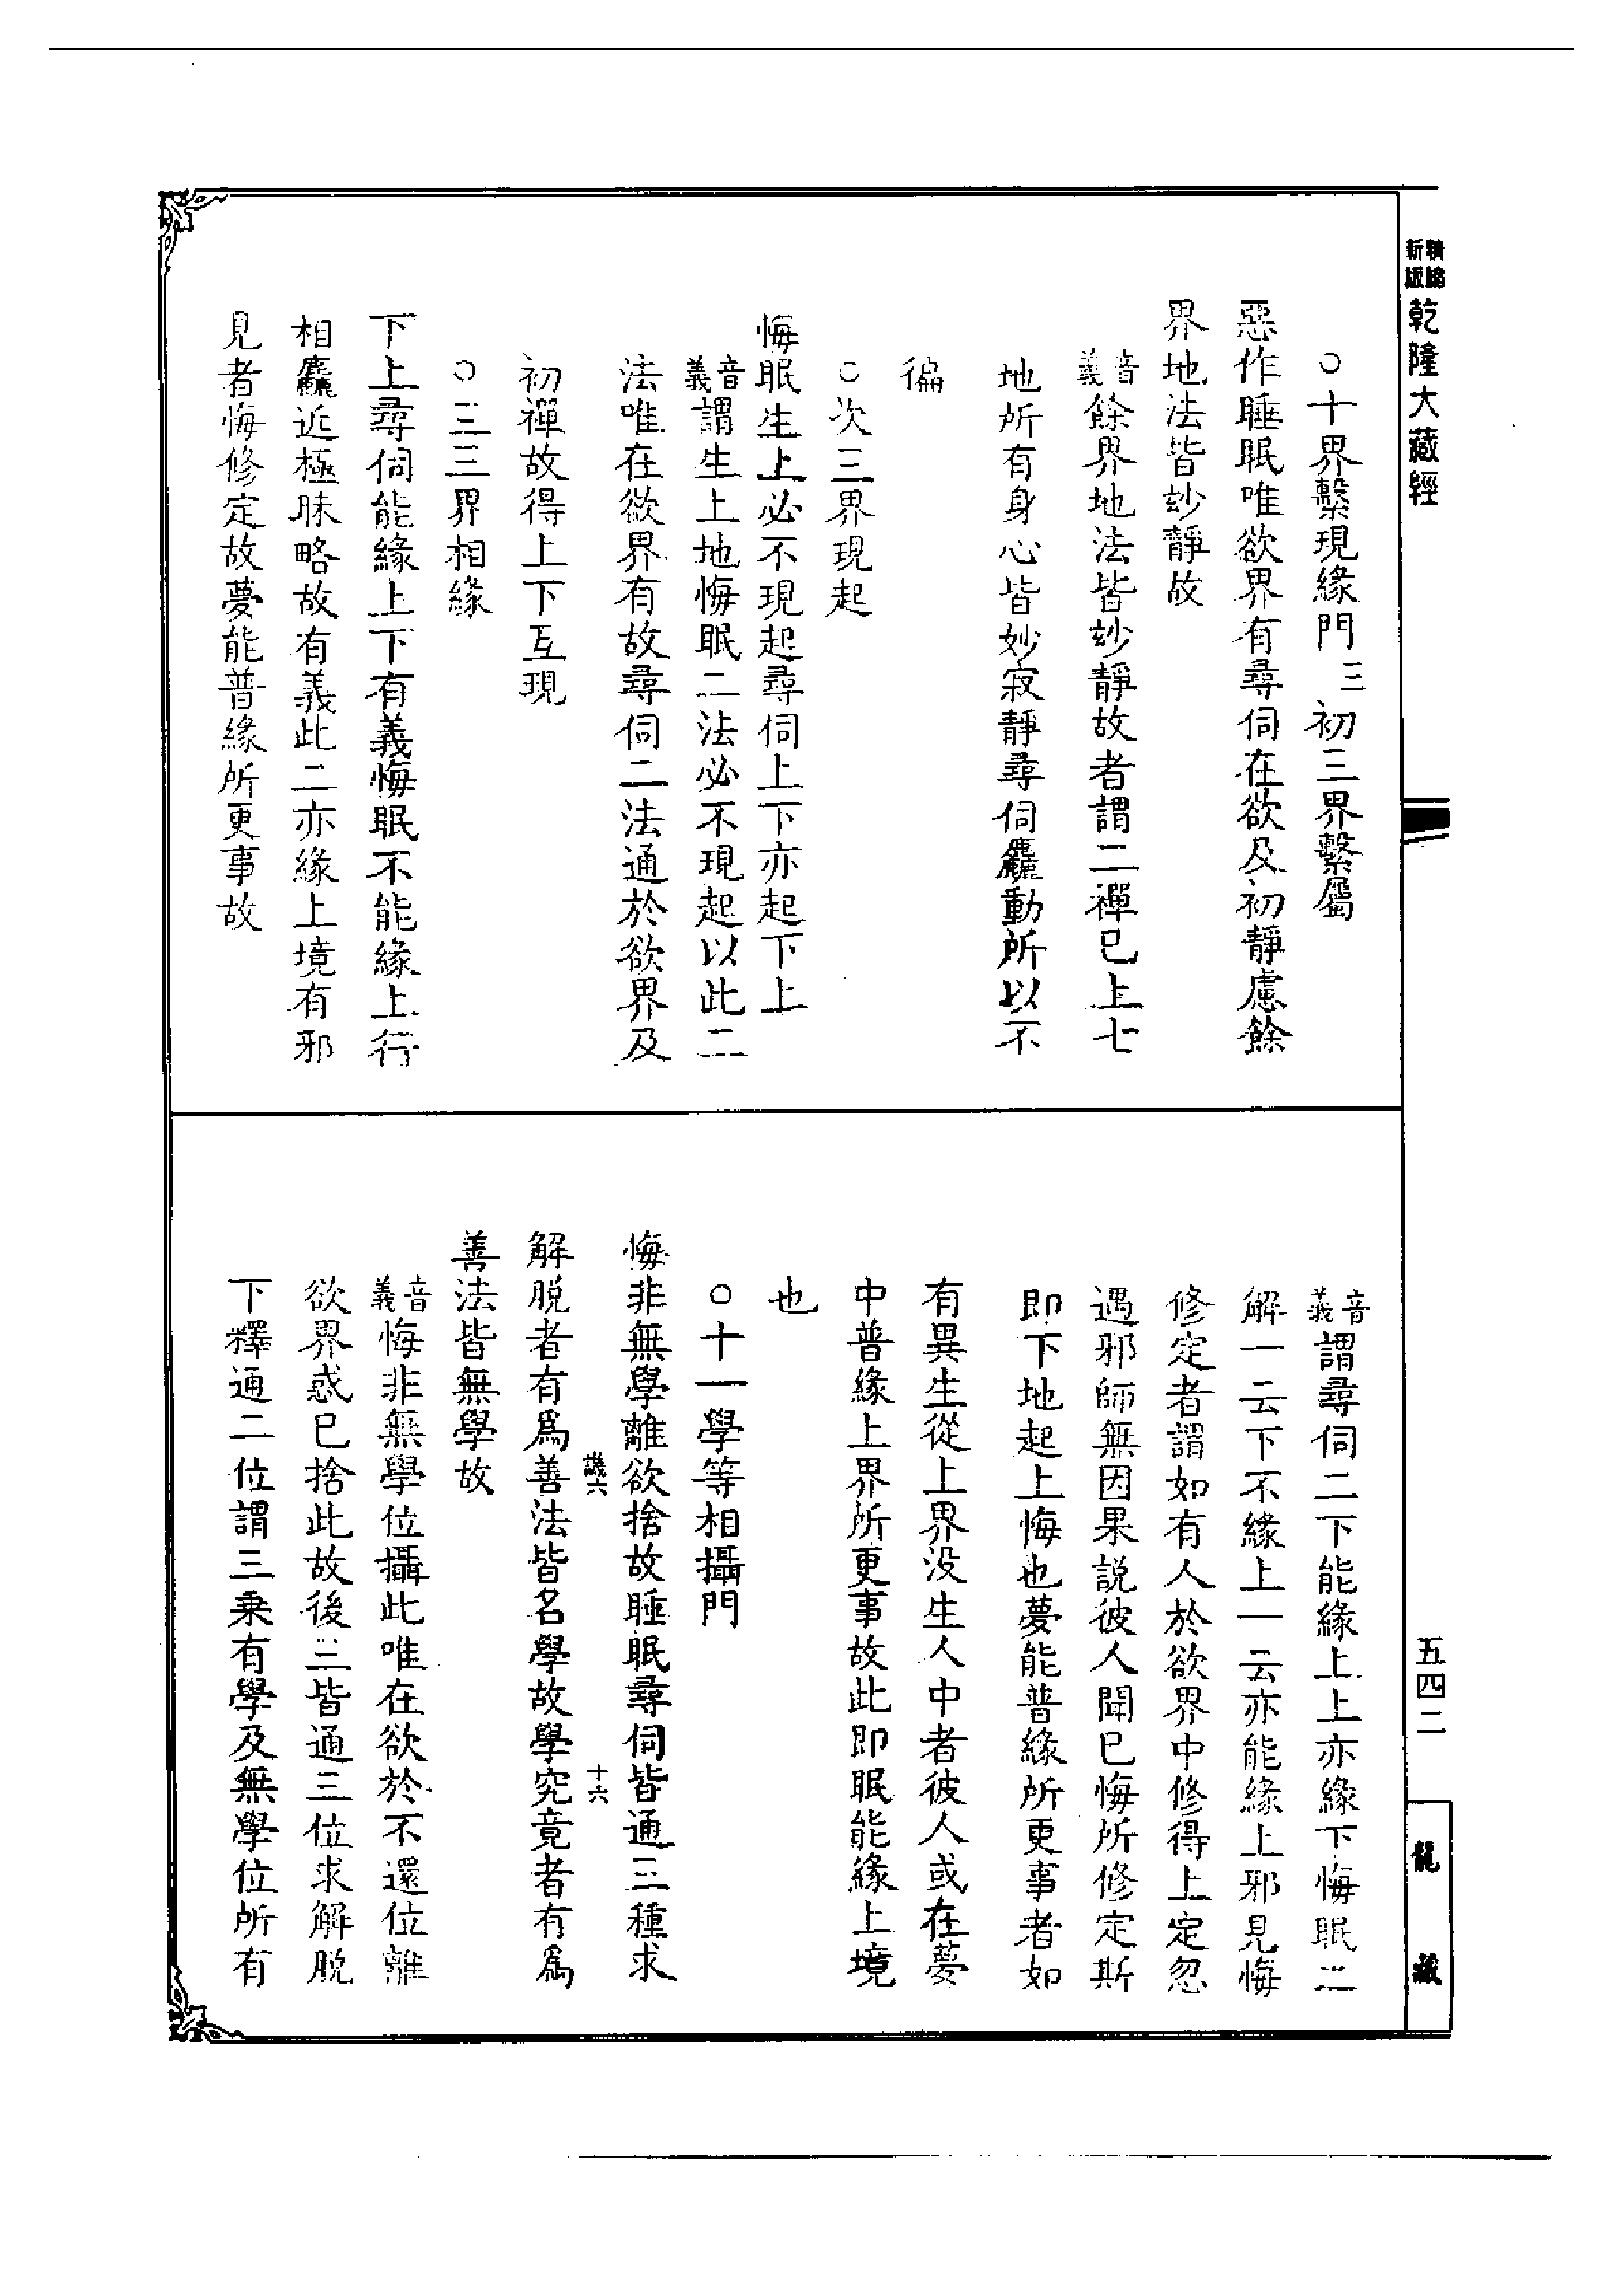 新編
新版
乾隆大藏經
○十界繫現緣門三初三界繫屬
惡作睡眠唯欲界有尋伺在欲及初靜慮餘
界地法皆玅靜故
音義餘界地法皆玅靜故者謂二禪已上七
地所有身心皆妙寂靜尋伺麤動所以不
徧
○次三界現起
悔眠生上必不現起尋伺上下亦起下上
音義謂生上地悔眠二法必不現起以此二
法唯在欲界有故尋伺二法通於欲界及
初禪故得上下互現
○三三界相緣
下上尋伺能緣上下有義悔眠不能緣上行
相麤近極昧略故有義此二亦緣上境有邪
見者悔修定故夢能普緣所更事故
音義謂尋伺二下能緣上上亦緣下悔眠二
解一云下不緣上一云亦能緣上邪見悔
修定者謂如有人於欲界中修得上定忽
遇邪師無因果說彼人聞已悔所修定斯
即下地起上悔也夢能普緣所更事者如
有異生從上界沒生人中者彼人或在夢
中普緣上界所更事故此即眠能緣上境
也
○十一學等相攝門
悔非無學離欲捨故睡眠尋伺皆通三種求
譏六
十六
解脫者有爲善法皆名學故學究竟者有爲
善法皆無學故
音義悔非無學位攝此唯在欲於不還位離
欲界惑已捨此故後三皆通三位求解脫
下釋通二位謂三乘有學及無學位所有
五四二
龍藏